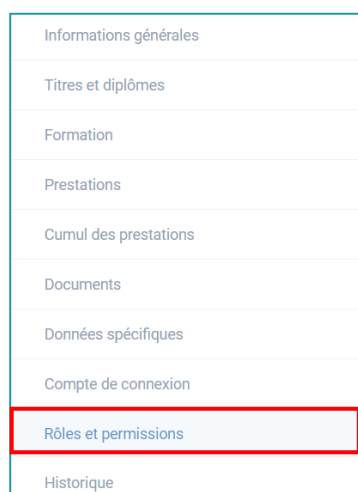 Informations générales
Titres et diplômes
Formation
Prestations
Cumul des prestations
Documents
Données spécifiques
Compte de connexion
Rôles et permissions
Historique